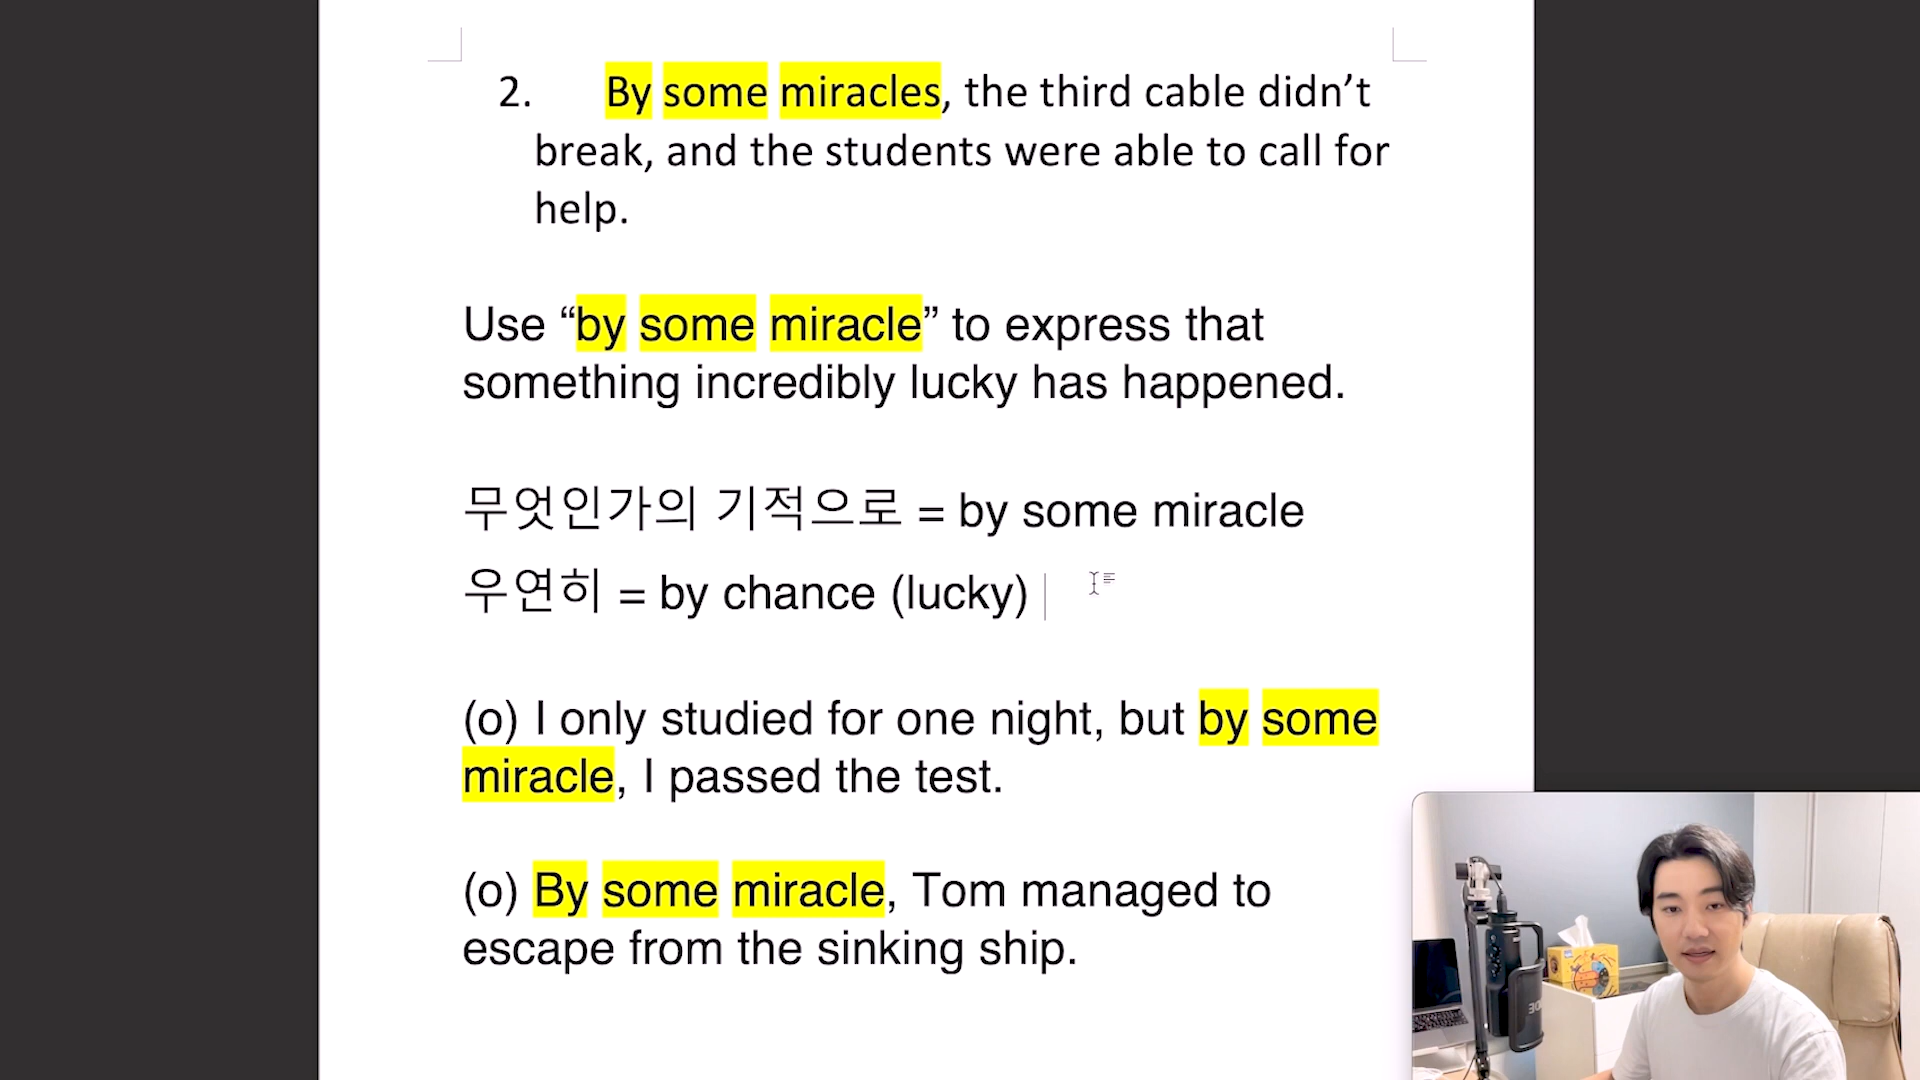 2. By some miracles, the third cable didn’t
break, and the students were able to call for
help.
Use “by some miracle” to express that
something incredibly lucky has happened.
무엇인가의 기적으로 = by some miracle
우연히 = by chance (lucky)
(o) I only studied for one night, but by some
miracle, I passed the test.
(o) By some miracle, Tom managed to
escape from the sinking ship.